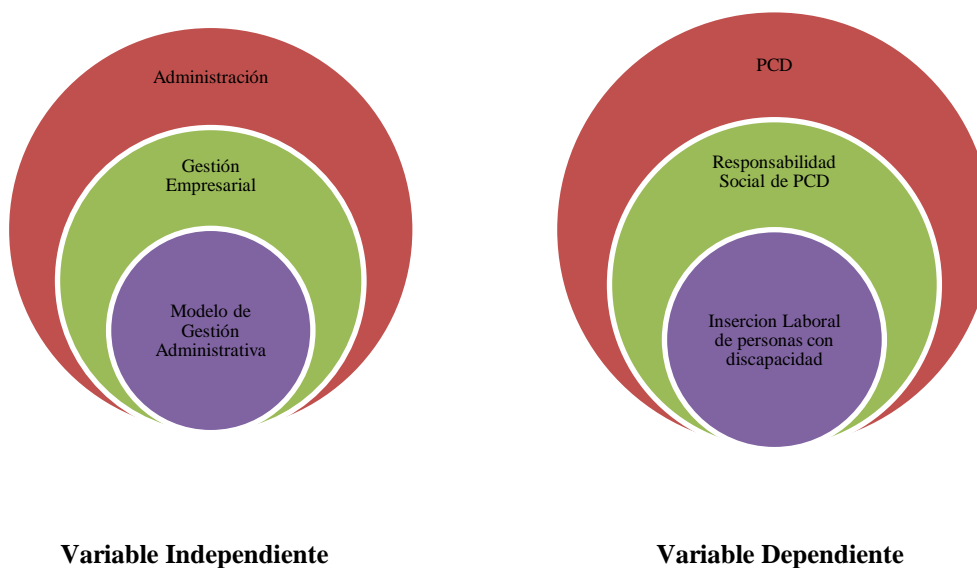 Administración
Gestión
Empresarial
Modelo de
Gestión
Administrativa
PCD
Responsabilidad
Social de PCD
Insercion Laboral
de personas con
discapacidad
Variable Independiente
Variable Dependiente